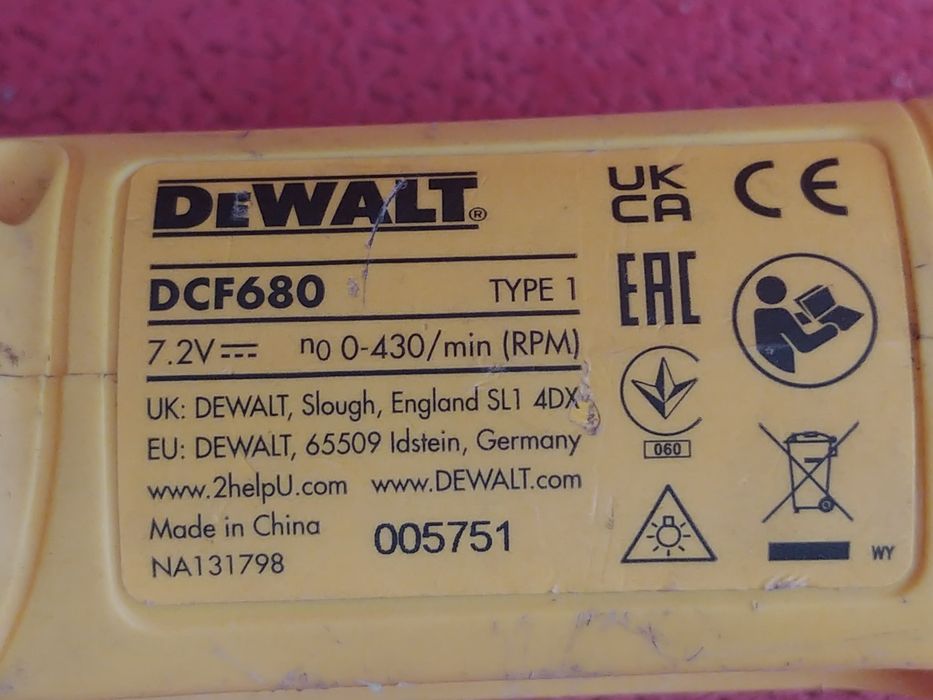 DEWALT®
DCF680 TYPE 1
7.2V⎓ n0 0-430/min (RPM)
UK: DEWALT, Slough, England SL1 4DX
EU: DEWALT, 65509 Idstein, Germany
www.2helpU.com www.DEWALT.com
Made in China 005751
NA131798
UK
CA
CE
EAC
060
WY